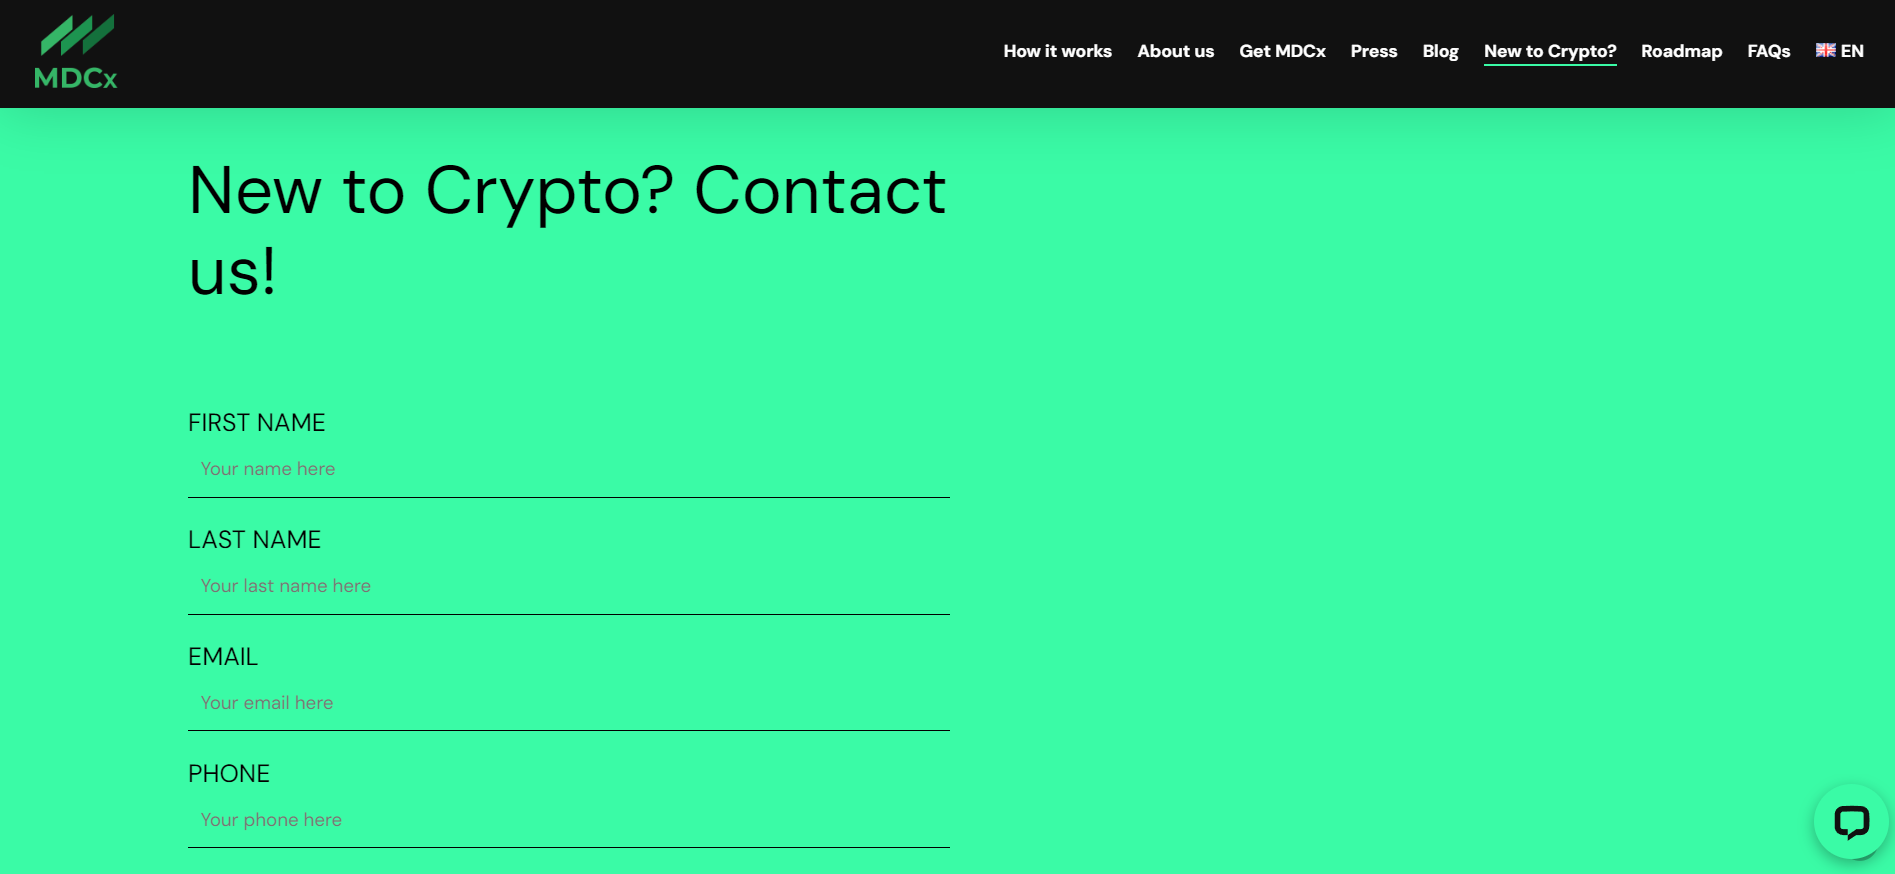 MDCx
How it works About us Get MDCx Press Blog New to Crypto? Roadmap FAQs EN
New to Crypto? Contact
us!
FIRST NAME
Your name here
LAST NAME
Your last name here
EMAIL
Your email here
PHONE
Your phone here